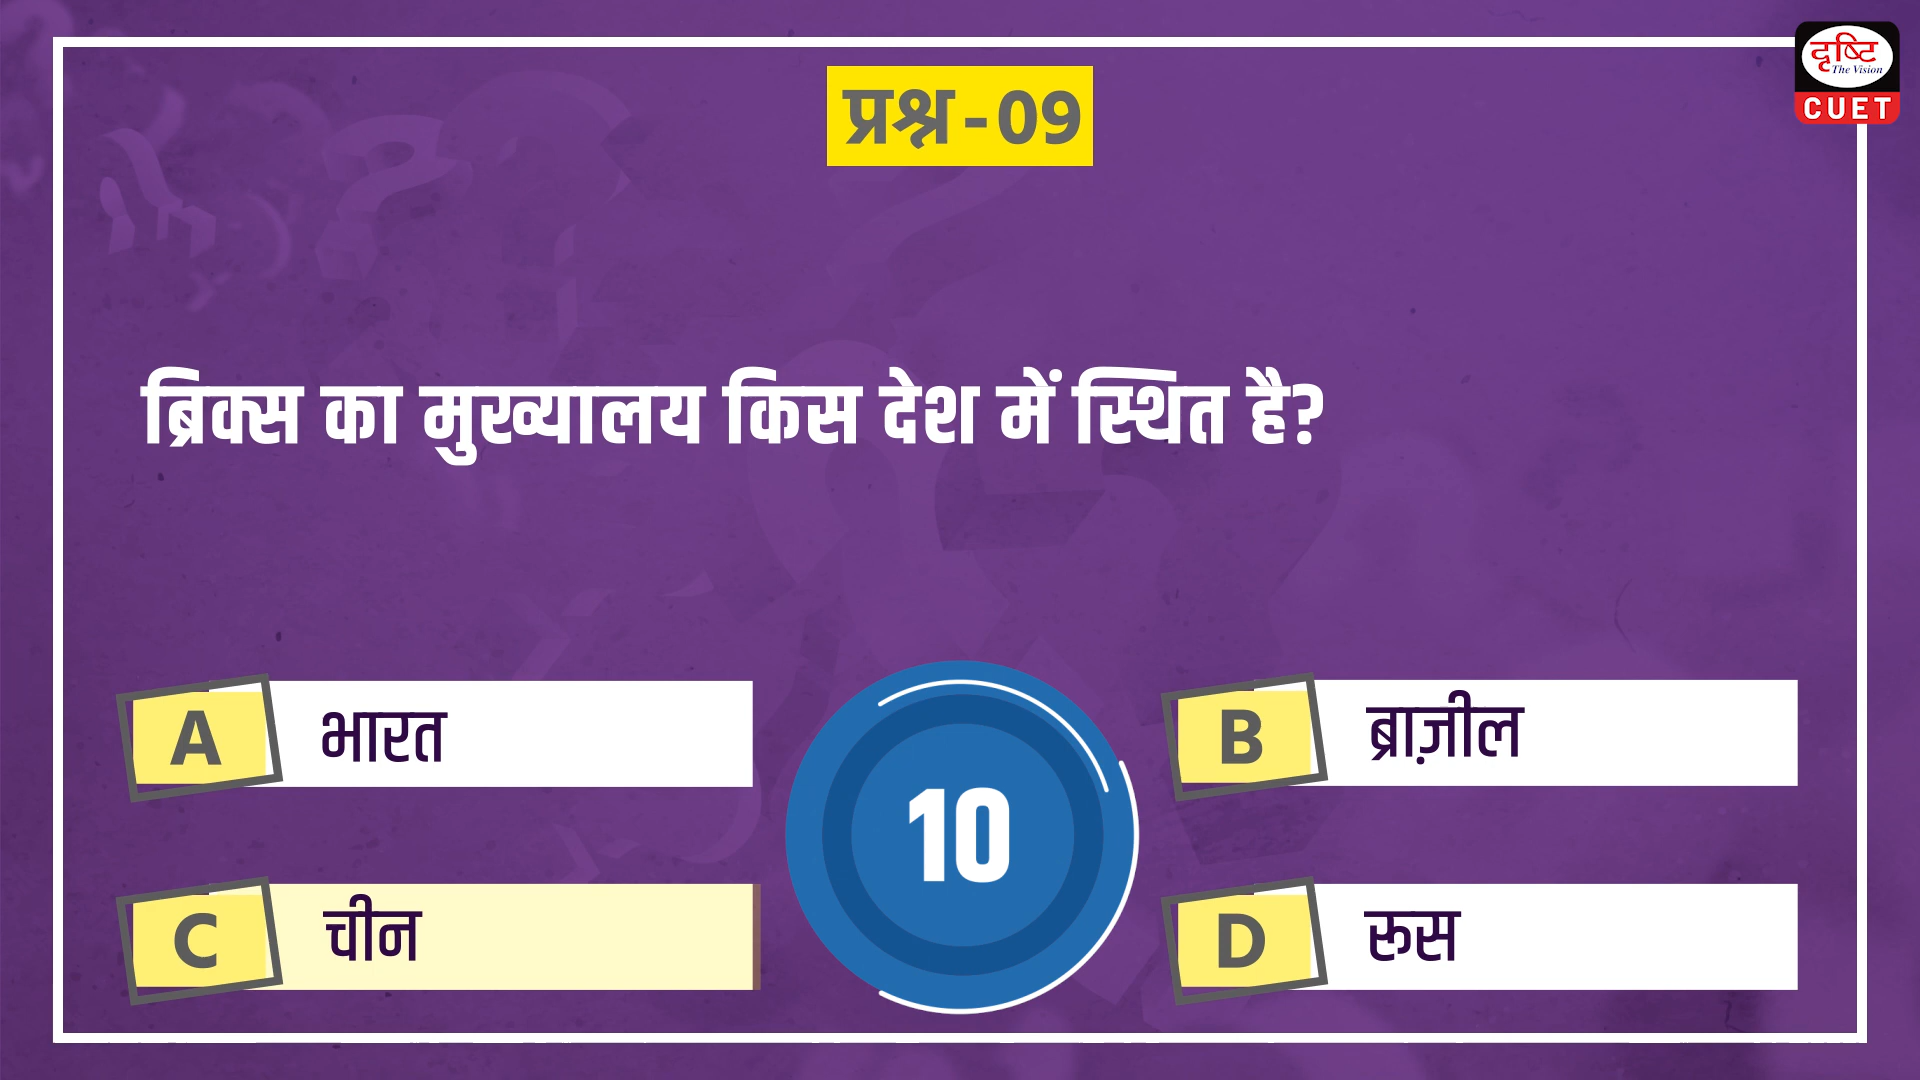 दृष्टि
The Vision
CUET
प्रश्न-09
ब्रिक्स का मुख्यालय किस देश में स्थित है?
A भारत
B ब्राज़ील
10
C चीन
D रूस